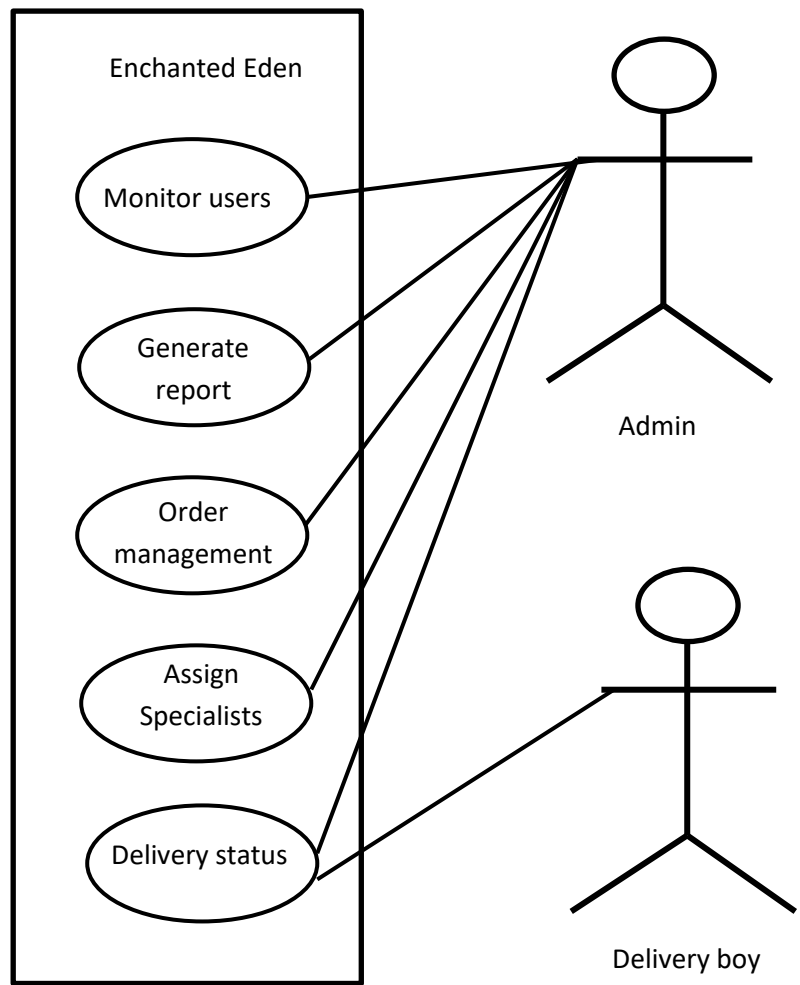 Enchanted Eden
Monitor users
Generate
report
Order
management
Assign
Specialists
Delivery status
Admin
Delivery boy